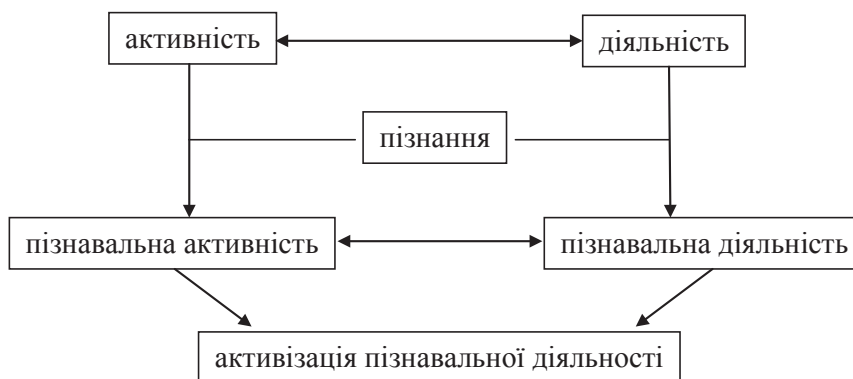 активність
діяльність
пізнання
пізнавальна активність
пізнавальна діяльність
активізація пізнавальної діяльності